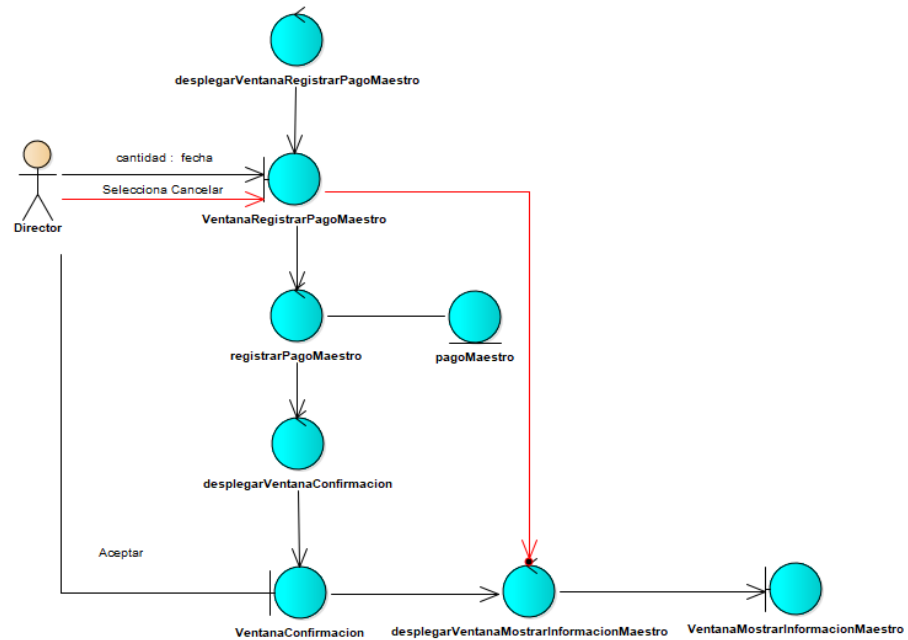 desplegarVentanaRegistrarPagoMaestro
cantidad : fecha
Selecciona Cancelar
Director
VentanaRegistrarPagoMaestro
registrarPagoMaestro
pagoMaestro
desplegarVentanaConfirmacion
Aceptar
VentanaConfirmacion
desplegarVentanaMostrarInformacionMaestro
VentanaMostrarInformacionMaestro